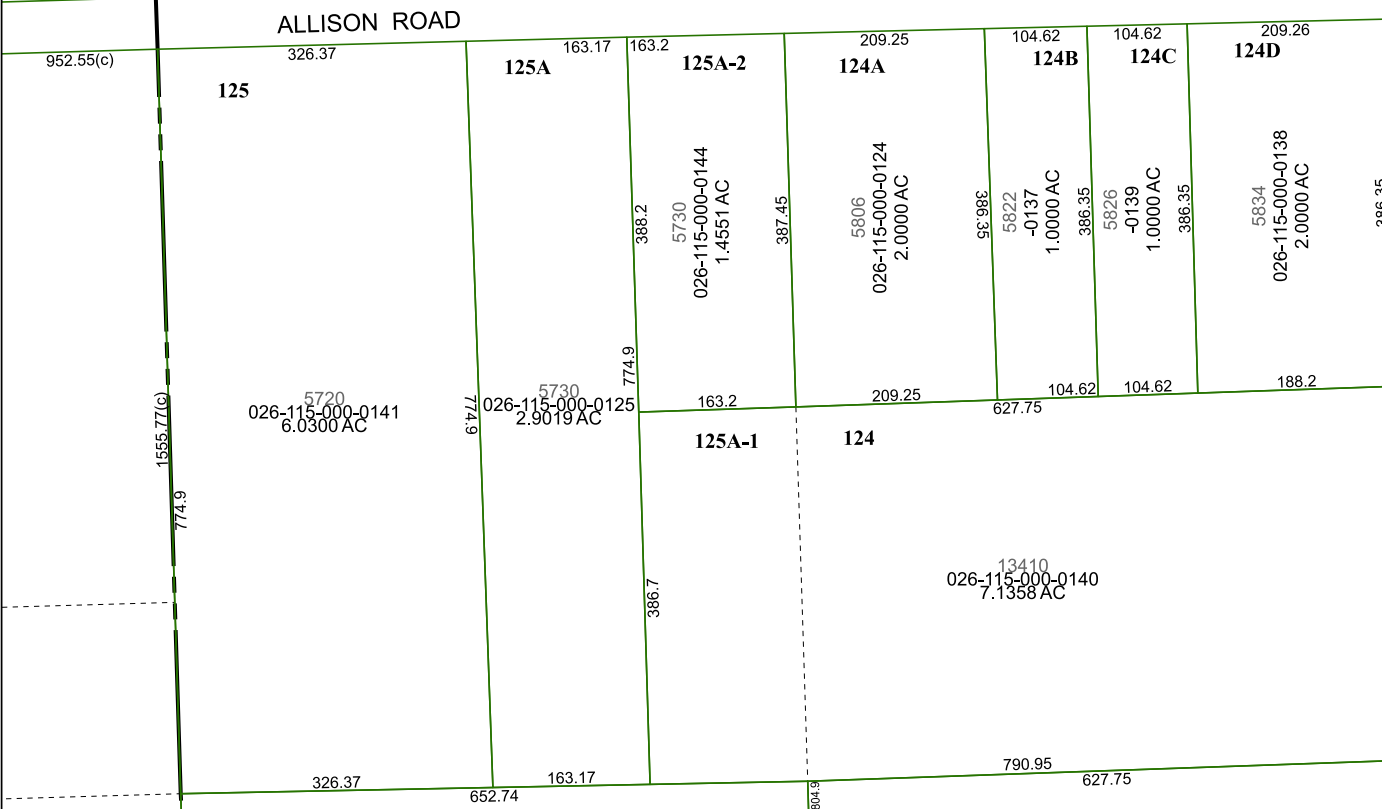 ALLISON ROAD
952.55(c)
326.37
163.17
163.2
209.25
104.62
104.62
209.26
125
125A
125A-2
124A
124B
124C
124D
388.2
5730
026-115-000-0144
1.4551 AC
387.45
5806
026-115-000-0124
2.0000 AC
386.35
5822
-0137
1.0000 AC
386.35
5826
-0139
1.0000 AC
386.35
5834
026-115-000-0138
2.0000 AC
386.35
774.9
163.2
209.25
104.62
104.62
188.2
627.75
1555.77(c)
774.9
5720
026-115-000-0141
6.0300 AC
774.9
5730
026-115-000-0125
2.9019 AC
125A-1
124
386.7
13410
026-115-000-0140
7.1358 AC
326.37
163.17
652.74
790.95
627.75
804.9